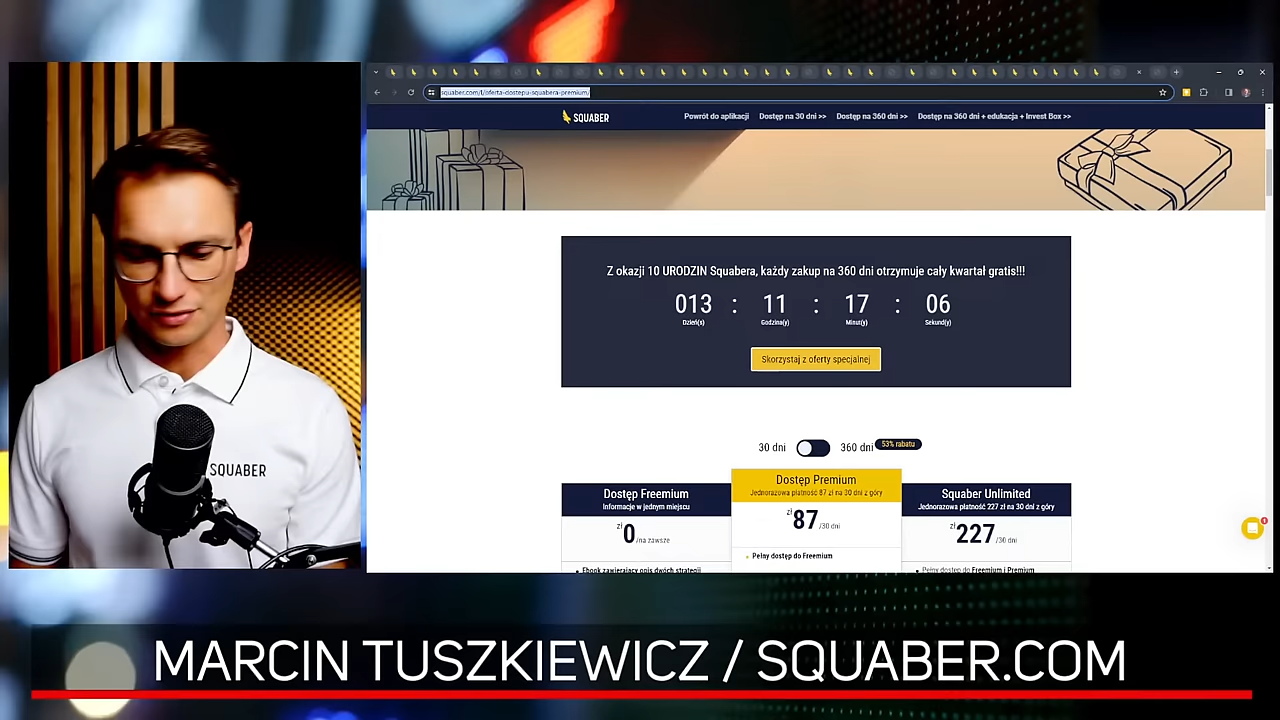 squaber.com/t/oferta-dostepu-squabera-premium/
SQUABER
Powrót do aplikacji
Dostęp na 30 dni >>
Dostęp na 360 dni >>
Dostęp na 360 dni + edukacja + Invest Box >>
Z okazji 10 URODZIN Squabera, każdy zakup na 360 dni otrzymuje cały kwartał gratis!!!
013 : 11 : 17 : 06
Dzień(s) Godzina(y) Minut(y) Sekund(y)
Skorzystaj z oferty specjalnej
30 dni 360 dni 53% rabatu
Dostęp Freemium
Informacje w jednym miejscu
zł 0 /na zawsze
Ebook zawierający opis dwóch strategii
Dostęp Premium
Jednorazowa płatność 87 zł na 30 dni z góry
zł 87 /30 dni
Pełny dostęp do Freemium
Squaber Unlimited
Jednorazowa płatność 227 zł na 30 dni z góry
zł 227 /30 dni
Pełny dostęp do Freemium i Premium
SQUABER
MARCIN TUSZKIEWICZ / SQUABER.COM